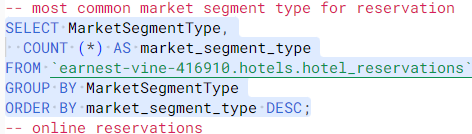 -- most common market segment type for reservation
SELECT MarketSegmentType,
  COUNT (*) AS market_segment_type
FROM `earnest-vine-416910.hotels.hotel_reservations`
GROUP BY MarketSegmentType
ORDER BY market_segment_type DESC;
-- online reservations